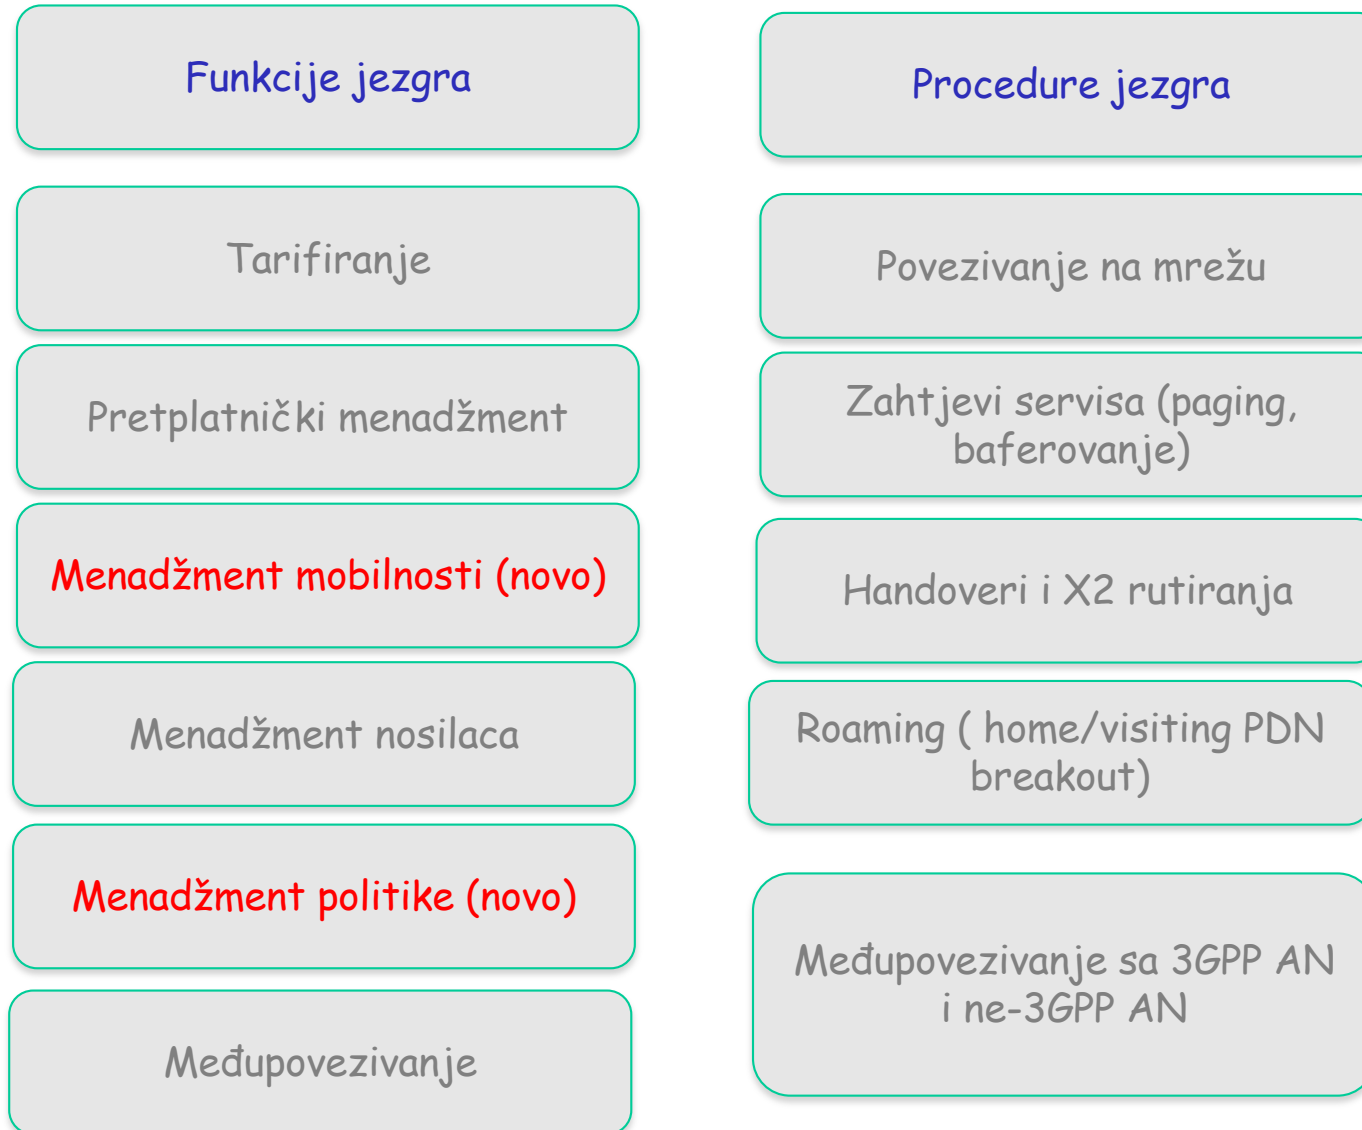 Funkcije jezgra
Tarifiranje
Pretplatnički menadžment
Menadžment mobilnosti (novo)
Menadžment nosilaca
Menadžment politike (novo)
Međupovezivanje
Procedure jezgra
Povezivanje na mrežu
Zahtjevi servisa (paging,
baferovanje)
Handoveri i X2 rutiranja
Roaming ( home/visiting PDN
breakout)
Međupovezivanje sa 3GPP AN
i ne-3GPP AN